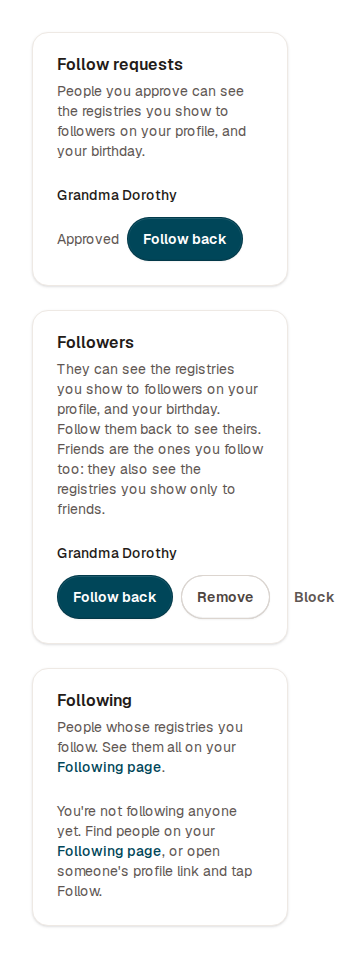 Follow requests
People you approve can see
the registries you show to
followers on your profile, and
your birthday.
Grandma Dorothy
Approved Follow back
Followers
They can see the registries
you show to followers on your
profile, and your birthday.
Follow them back to see theirs.
Friends are the ones you follow
too: they also see the
registries you show only to
friends.
Grandma Dorothy
Follow back Remove Block
Following
People whose registries you
follow. See them all on your
Following page.
You're not following anyone
yet. Find people on your
Following page, or open
someone's profile link and tap
Follow.